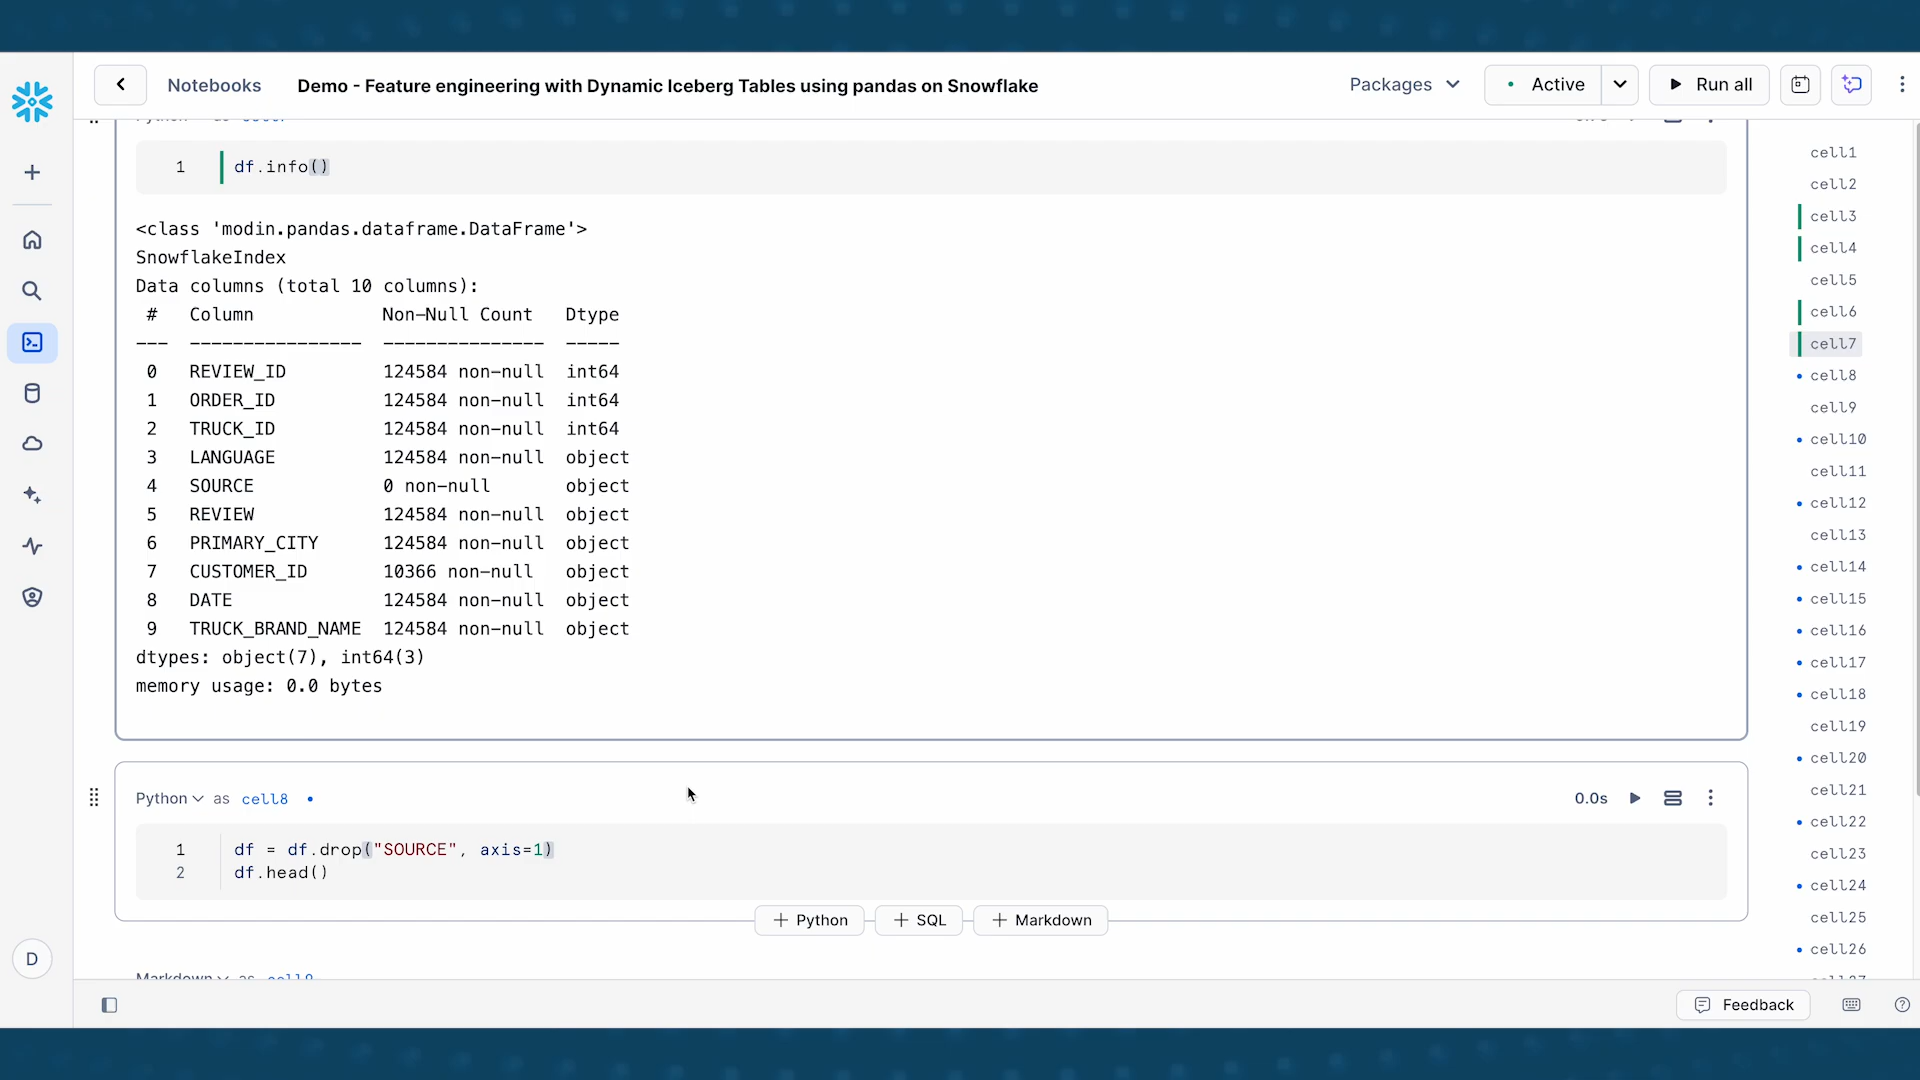 Notebooks
Demo - Feature engineering with Dynamic Iceberg Tables using pandas on Snowflake
Packages
Active
Run all
1 df.info()
<class 'modin.pandas.dataframe.DataFrame'>
SnowflakeIndex
Data columns (total 10 columns):
# Column Non-Null Count Dtype
--- ---------------- --------------- -----
0 REVIEW_ID 124584 non-null int64
1 ORDER_ID 124584 non-null int64
2 TRUCK_ID 124584 non-null int64
3 LANGUAGE 124584 non-null object
4 SOURCE 0 non-null object
5 REVIEW 124584 non-null object
6 PRIMARY_CITY 124584 non-null object
7 CUSTOMER_ID 10366 non-null object
8 DATE 124584 non-null object
9 TRUCK_BRAND_NAME 124584 non-null object
dtypes: object(7), int64(3)
memory usage: 0.0 bytes
Python as cell8
0.0s
1 df = df.drop("SOURCE", axis=1)
2 df.head()
+ Python
+ SQL
+ Markdown
Markdown as cell9
cell1
cell2
cell3
cell4
cell5
cell6
cell7
cell8
cell9
cell10
cell11
cell12
cell13
cell14
cell15
cell16
cell17
cell18
cell19
cell20
cell21
cell22
cell23
cell24
cell25
cell26
D
Feedback